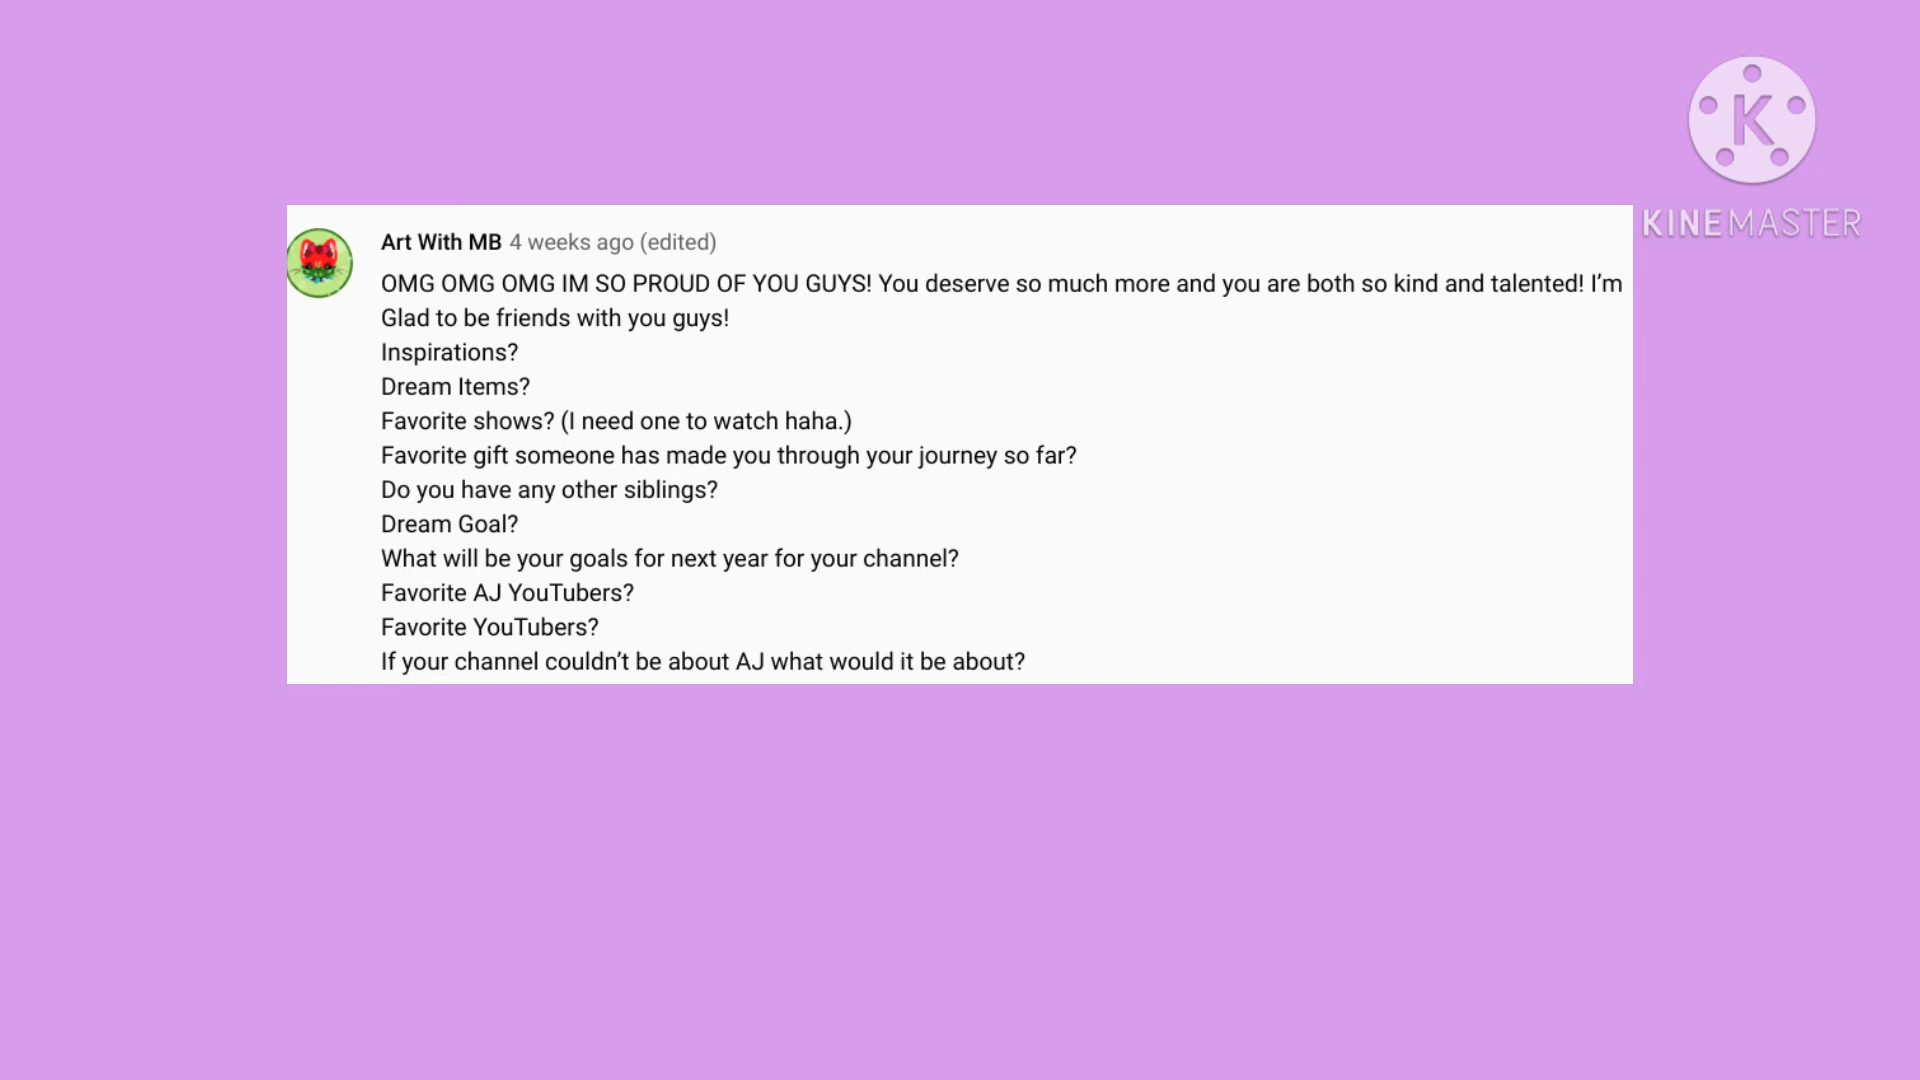 K
KINEMASTER
Art With MB 4 weeks ago (edited)
OMG OMG OMG IM SO PROUD OF YOU GUYS! You deserve so much more and you are both so kind and talented! I’m
Glad to be friends with you guys!
Inspirations?
Dream Items?
Favorite shows? (I need one to watch haha.)
Favorite gift someone has made you through your journey so far?
Do you have any other siblings?
Dream Goal?
What will be your goals for next year for your channel?
Favorite AJ YouTubers?
Favorite YouTubers?
If your channel couldn’t be about AJ what would it be about?